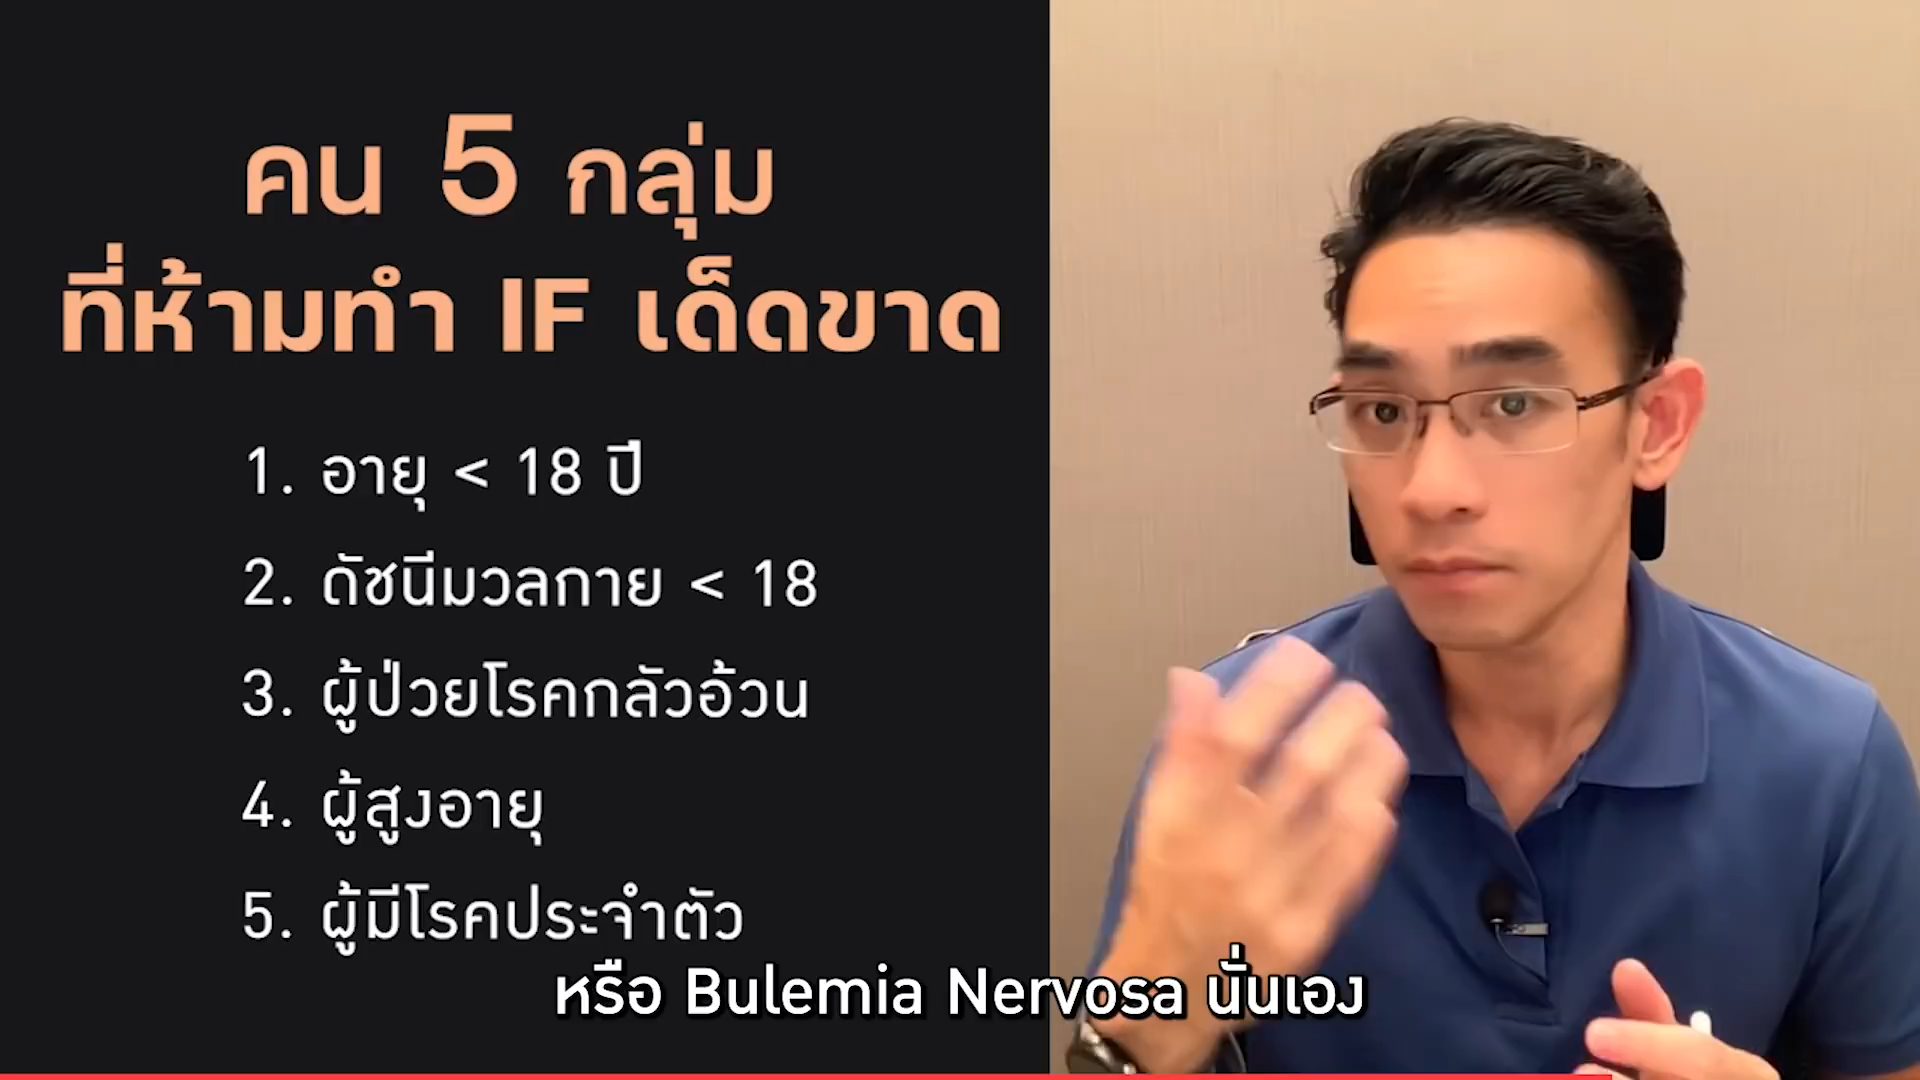 คน 5 กลุ่ม
ที่ห้ามทำ IF เด็ดขาด
1. อายุ < 18 ปี
2. ดัชนีมวลกาย < 18
3. ผู้ป่วยโรคกลัวอ้วน
4. ผู้สูงอายุ
5. ผู้มีโรคประจำตัว
หรือ Bulemia Nervosa นั่นเอง